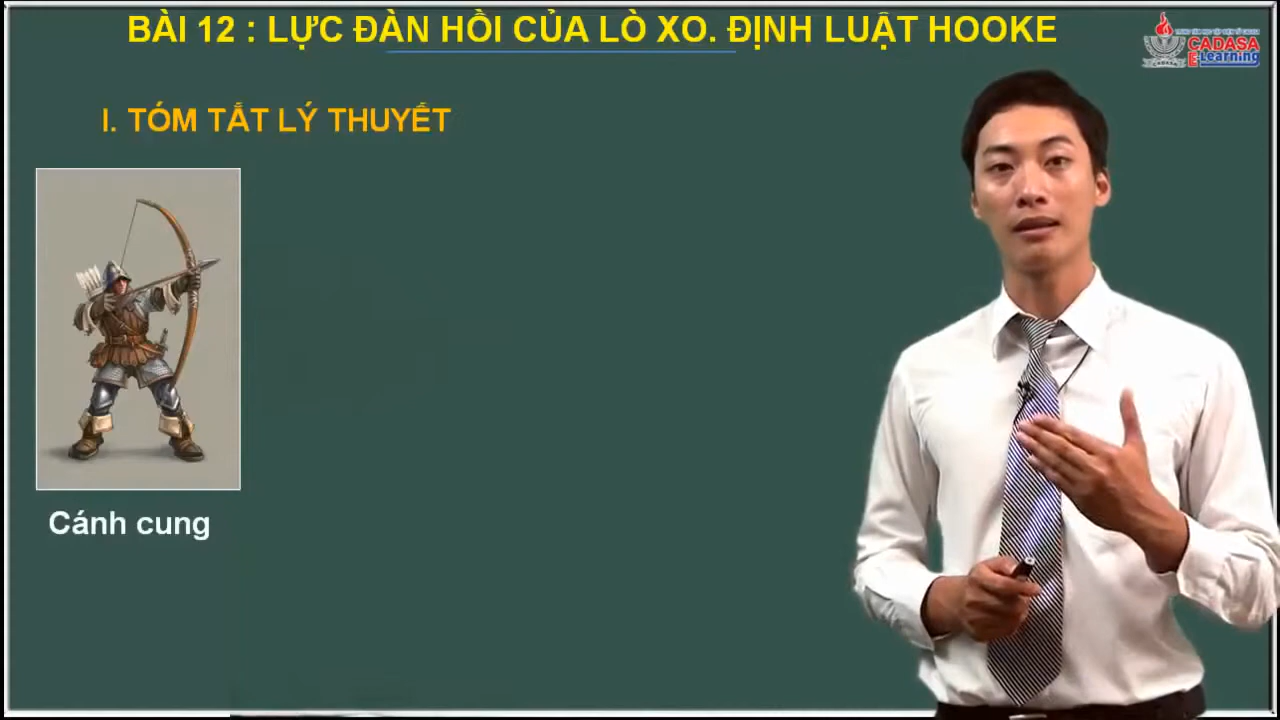 BÀI 12 : LỰC ĐÀN HỒI CỦA LÒ XO. ĐỊNH LUẬT HOOKE
CADASA
E-Learning
I. TÓM TẮT LÝ THUYẾT
Cánh cung